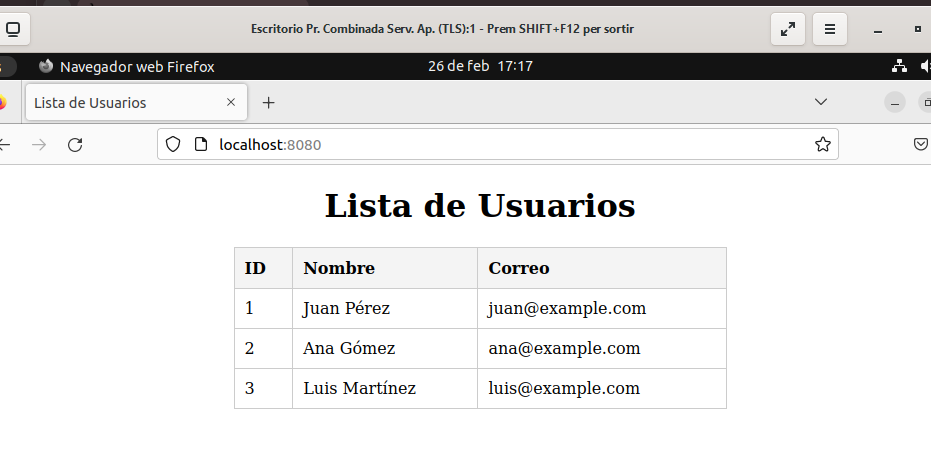 Escritorio Pr. Combinada Serv. Ap. (TLS):1 - Prem SHIFT+F12 per sortir
Navegador web Firefox 26 de feb 17:17
Lista de Usuarios
localhost:8080
Lista de Usuarios
ID Nombre Correo
1 Juan Pérez juan@example.com
2 Ana Gómez ana@example.com
3 Luis Martínez luis@example.com